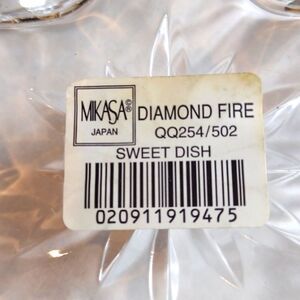 MIKASA®
JAPAN
DIAMOND FIRE
QQ254/502
SWEET DISH
020911919475